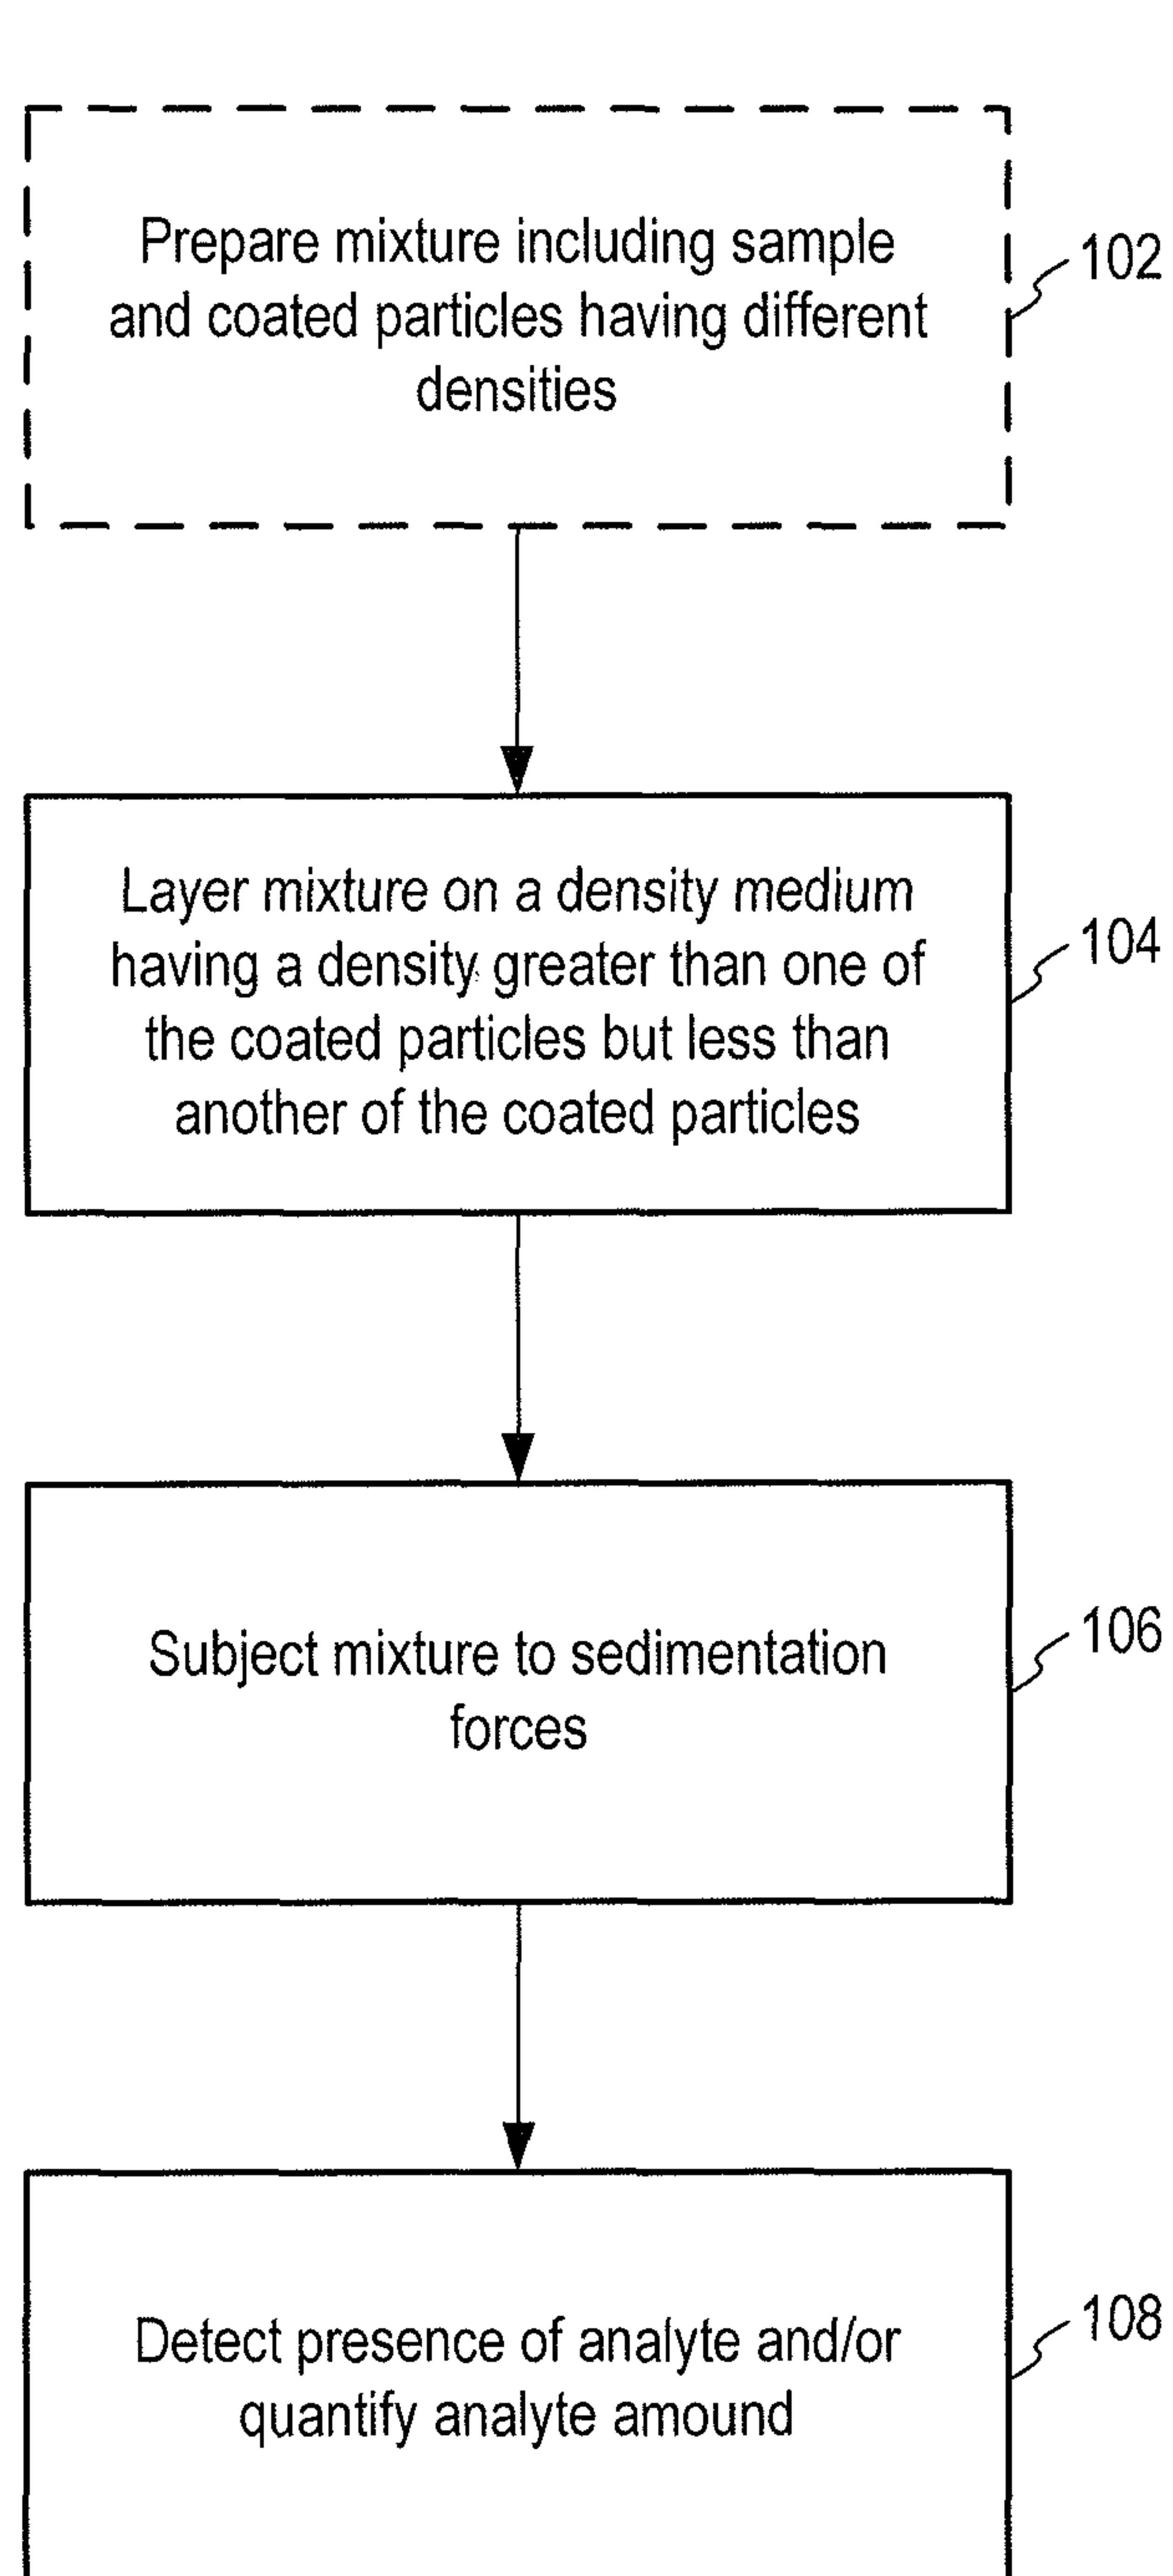 Prepare mixture including sample
and coated particles having different
densities
102
Layer mixture on a density medium
having a density greater than one of
the coated particles but less than
another of the coated particles
104
Subject mixture to sedimentation
forces
106
Detect presence of analyte and/or
quantify analyte amound
108